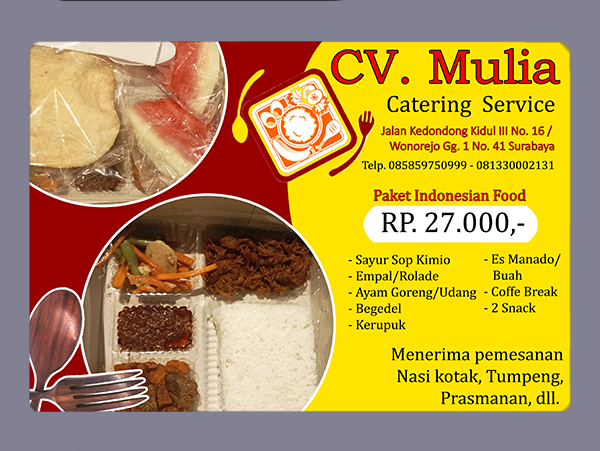 CV. Mulia
Catering Service
Jalan Kedondong Kidul III No. 16 /
Wonorejo Gg. 1 No. 41 Surabaya
Telp. 085859750999 - 081330002131
Paket Indonesian Food
RP. 27.000,-
- Sayur Sop Kimio
- Empal/Rolade
- Ayam Goreng/Udang
- Begedel
- Kerupuk
- Es Manado/
Buah
- Coffe Break
- 2 Snack
Menerima pemesanan
Nasi kotak, Tumpeng,
Prasmanan, dll.